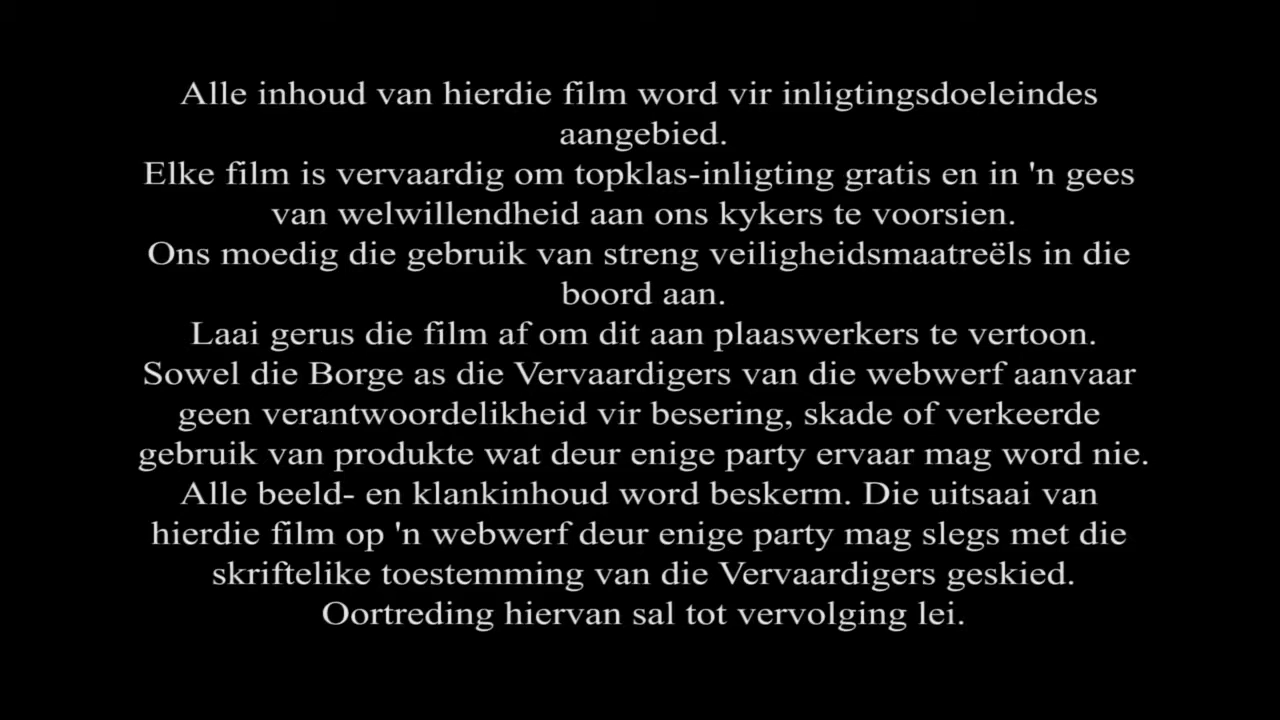 Alle inhoud van hierdie film word vir inligtingsdoeleindes
aangebied.
Elke film is vervaardig om topklas-inligting gratis en in 'n gees
van welwillendheid aan ons kykers te voorsien.
Ons moedig die gebruik van streng veiligheidsmaatreëls in die
boord aan.
Laai gerus die film af om dit aan plaaswerkers te vertoon.
Sowel die Borge as die Vervaardigers van die webwerf aanvaar
geen verantwoordelikheid vir besering, skade of verkeerde
gebruik van produkte wat deur enige party ervaar mag word nie.
Alle beeld- en klankinhoud word beskerm. Die uitsaai van
hierdie film op 'n webwerf deur enige party mag slegs met die
skriftelike toestemming van die Vervaardigers geskied.
Oortreding hiervan sal tot vervolging lei.